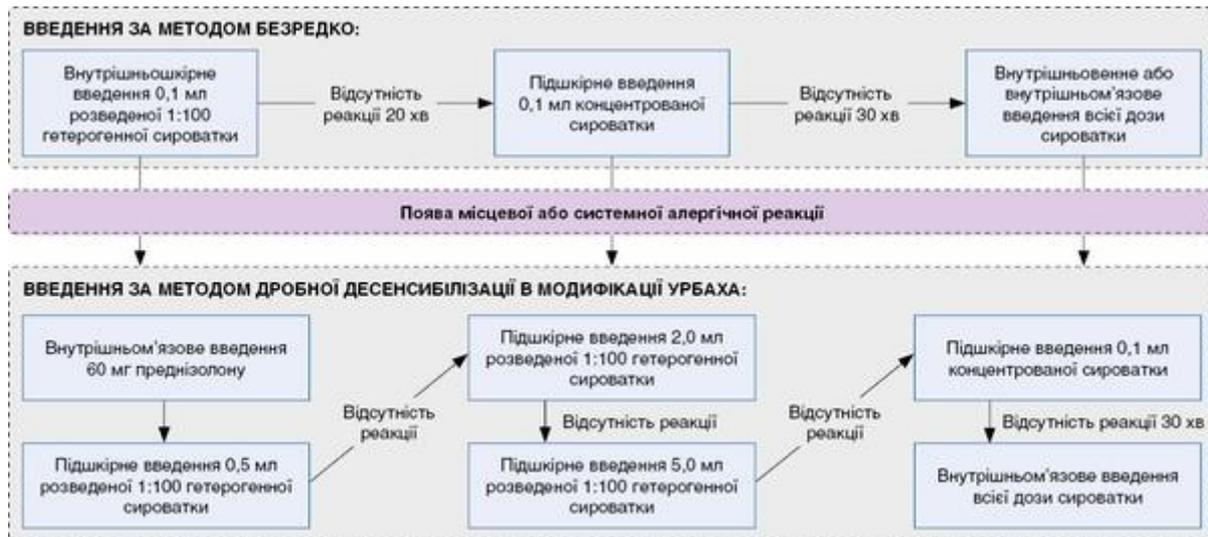 ВВЕДЕННЯ ЗА МЕТОДОМ БЕЗРЕДКО:
Внутрішньошкірне
введення 0,1 мл
розведеної 1:100
гетерогенної сироватки
Відсутність
реакції 20 хв
Підшкірне введення
0,1 мл концентрованої
сироватки
Відсутність
реакції 30 хв
Внутрішньовенне або
внутрішньом'язове
введення всієї дози
сироватки
Поява місцевої або системної алергічної реакції
ВВЕДЕННЯ ЗА МЕТОДОМ ДРОБНОЇ ДЕСЕНСИБІЛІЗАЦІЇ В МОДИФІКАЦІЇ УРБАХА:
Внутрішньом'язове введення
60 мг преднізолону
Підшкірне введення 0,5 мл
розведеної 1:100 гетерогенної
сироватки
Відсутність
реакції
Підшкірне введення 2,0 мл
розведеної 1:100 гетерогенної
сироватки
Відсутність реакції
Підшкірне введення 5,0 мл
розведеної 1:100 гетерогенної
сироватки
Відсутність
реакції
Підшкірне введення 0,1 мл
концентрованої сироватки
Відсутність реакції 30 хв
Внутрішньом'язове введення
всієї дози сироватки